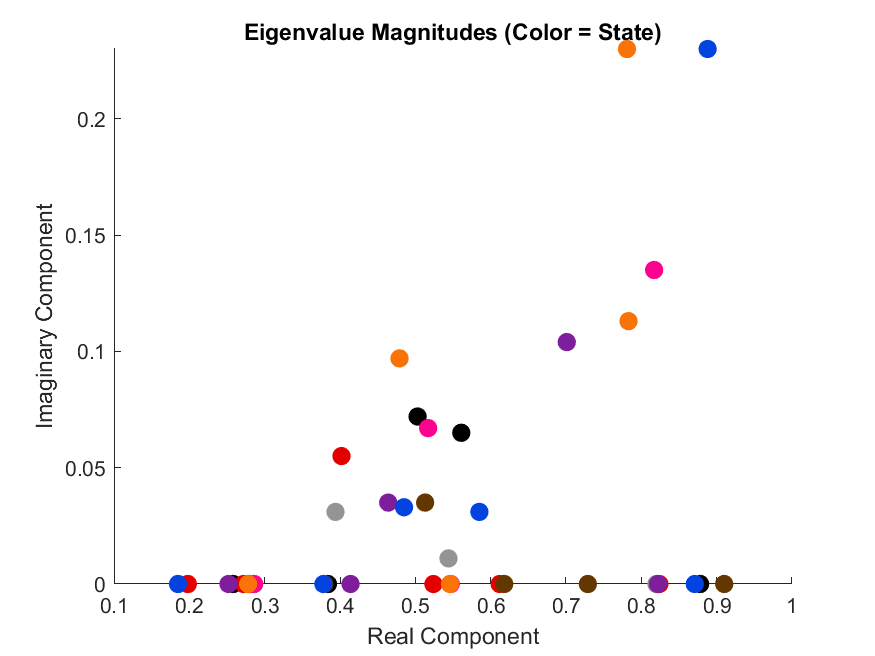 Eigenvalue Magnitudes (Color = State)
0.2
0.15
0.1
0.05
0
0.1 0.2 0.3 0.4 0.5 0.6 0.7 0.8 0.9 1
Imaginary Component
Real Component